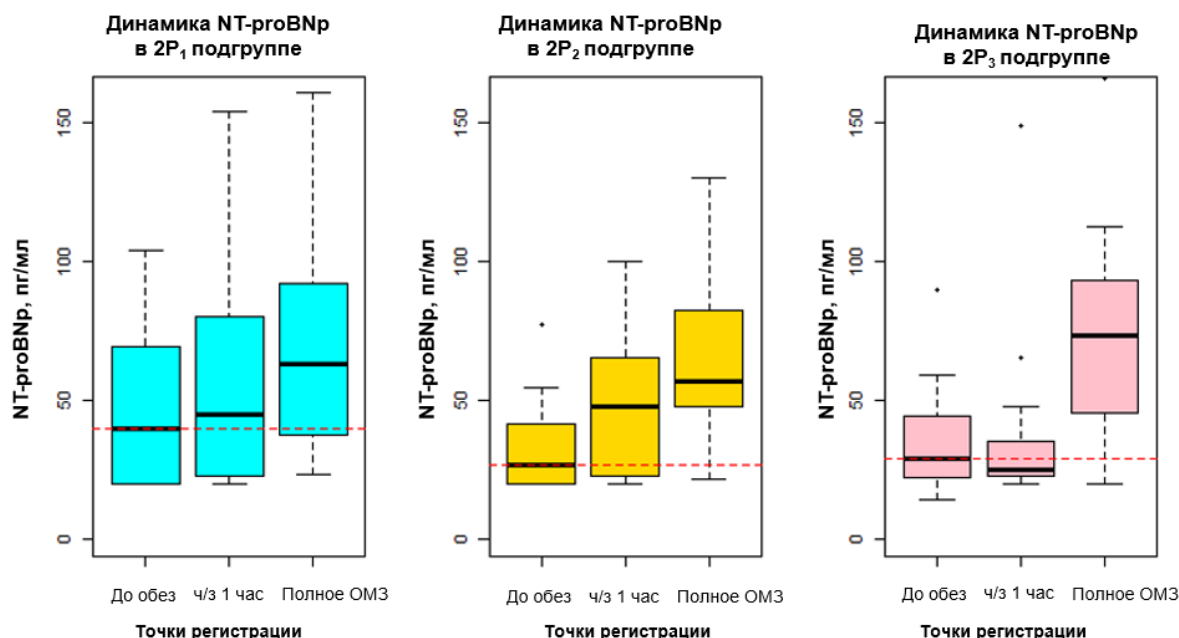 Динамика NT-proBNp
в 2P₁ подгруппе
NT-proBNp, пг/мл
150
100
50
0
До обез
ч/з 1 час
Полное ОМЗ
Точки регистрации
Динамика NT-proBNp
в 2P₂ подгруппе
NT-proBNp, пг/мл
150
100
50
0
До обез
ч/з 1 час
Полное ОМЗ
Точки регистрации
Динамика NT-proBNp
в 2P₃ подгруппе
NT-proBNp, пг/мл
150
100
50
0
До обез
ч/з 1 час
Полное ОМЗ
Точки регистрации